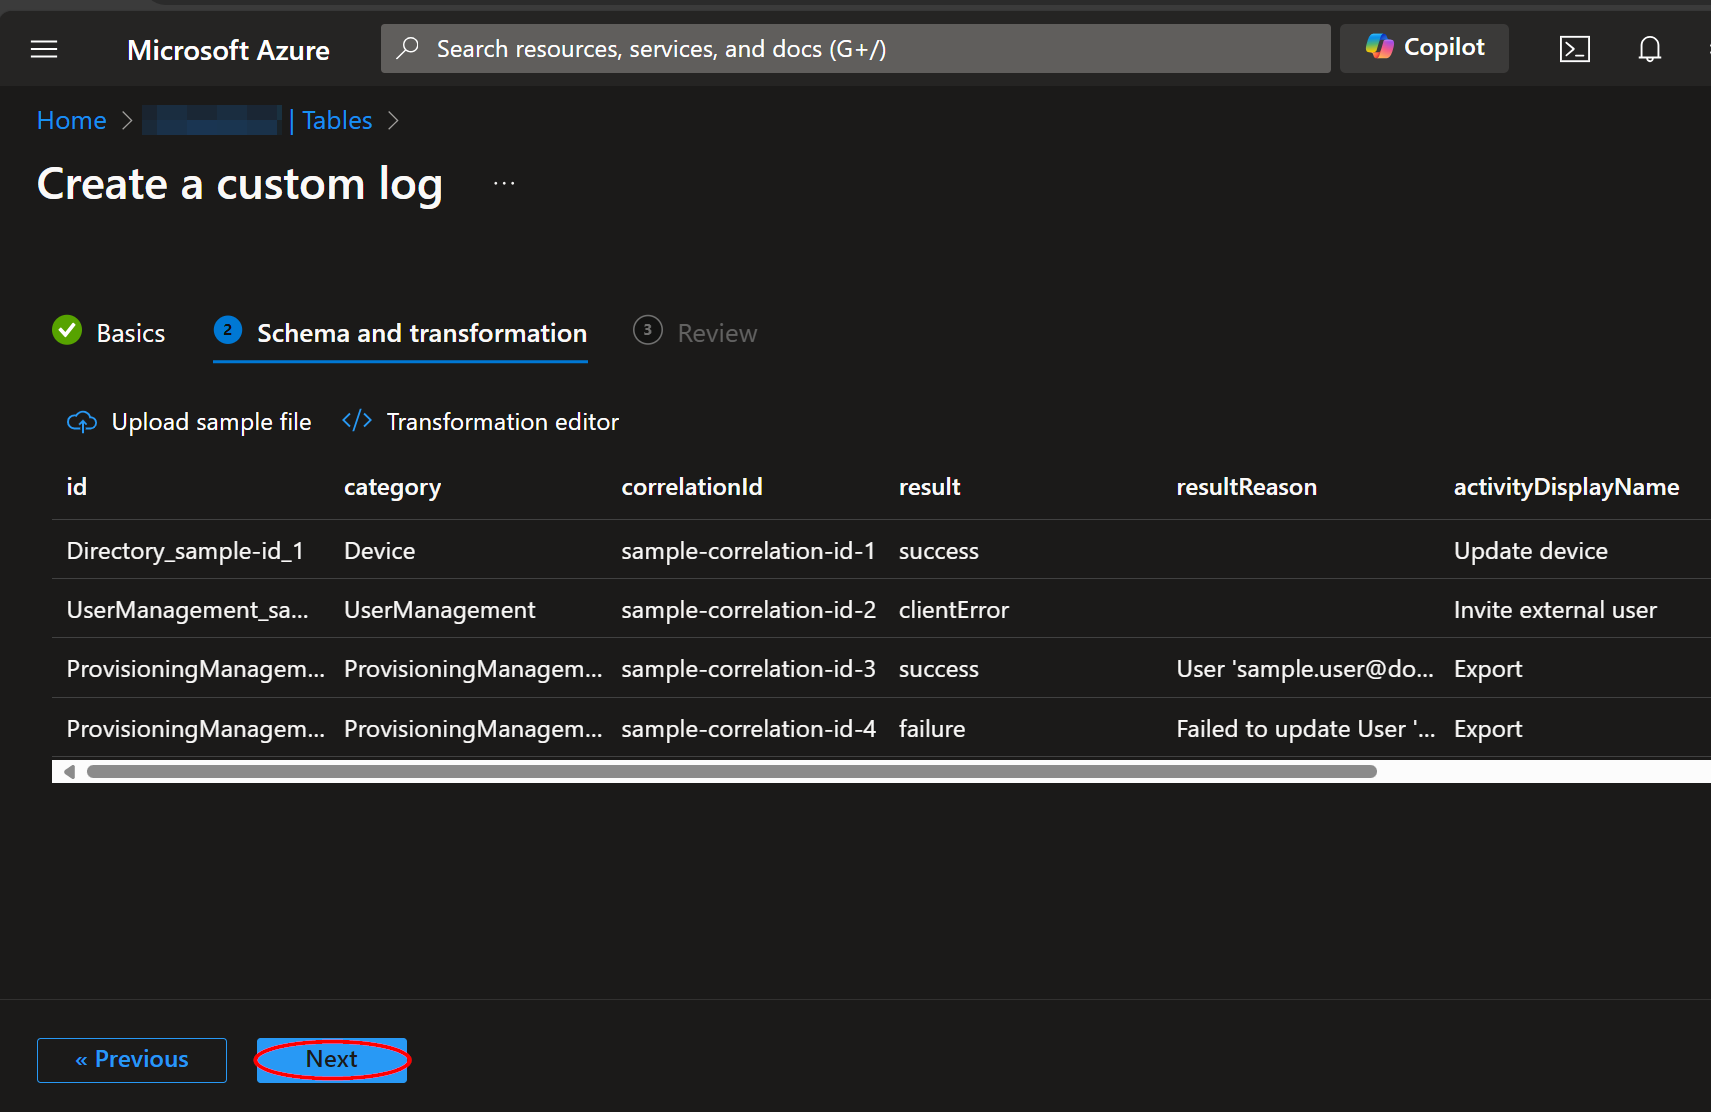 Microsoft Azure
Search resources, services, and docs (G+/)
Copilot
Home > | Tables >
Create a custom log ...
Basics
2 Schema and transformation
3 Review
Upload sample file </> Transformation editor
id category correlationId result resultReason activityDisplayName
Directory_sample-id_1 Device sample-correlation-id-1 success Update device
UserManagement_sa... UserManagement sample-correlation-id-2 clientError Invite external user
ProvisioningManagem... ProvisioningManagem... sample-correlation-id-3 success User 'sample.user@do... Export
ProvisioningManagem... ProvisioningManagem... sample-correlation-id-4 failure Failed to update User '... Export
« Previous
Next